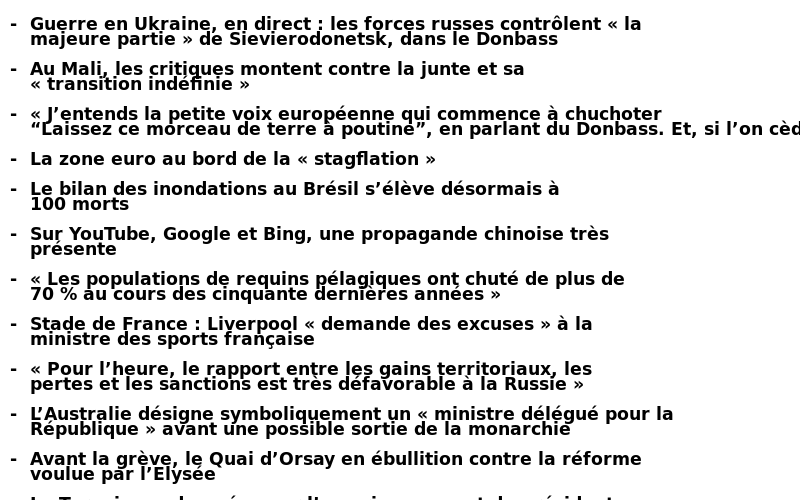 - Guerre en Ukraine, en direct : les forces russes contrôlent « la
majeure partie » de Sievierodonetsk, dans le Donbass
- Au Mali, les critiques montent contre la junte et sa
« transition indéfinie »
- « J’entends la petite voix européenne qui commence à chuchoter
“Laissez ce morceau de terre à poutine”, en parlant du Donbass. Et, si l’on
- La zone euro au bord de la « stagflation »
- Le bilan des inondations au Brésil s’élève désormais à
100 morts
- Sur YouTube, Google et Bing, une propagande chinoise très
présente
- « Les populations de requins pélagiques ont chuté de plus de
70 % au cours des cinquante dernières années »
- Stade de France : Liverpool « demande des excuses » à la
ministre des sports française
- « Pour l’heure, le rapport entre les gains territoriaux, les
pertes et les sanctions est très défavorable à la Russie »
- L’Australie désigne symboliquement un « ministre délégué pour la
République » avant une possible sortie de la monarchie
- Avant la grève, le Quai d’Orsay en ébullition contre la réforme
voulue par l’Elysée